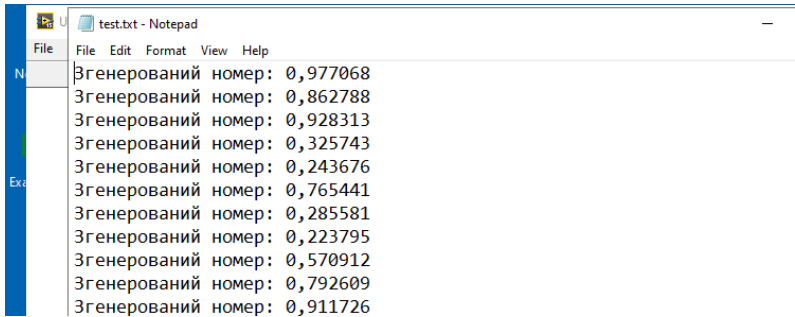 test.txt - Notepad
File
File Edit Format View Help
Згенерований номер: 0,977068
Згенерований номер: 0,862788
Згенерований номер: 0,928313
Згенерований номер: 0,325743
Згенерований номер: 0,243676
Згенерований номер: 0,765441
Згенерований номер: 0,285581
Згенерований номер: 0,223795
Згенерований номер: 0,570912
Згенерований номер: 0,792609
Згенерований номер: 0,911726